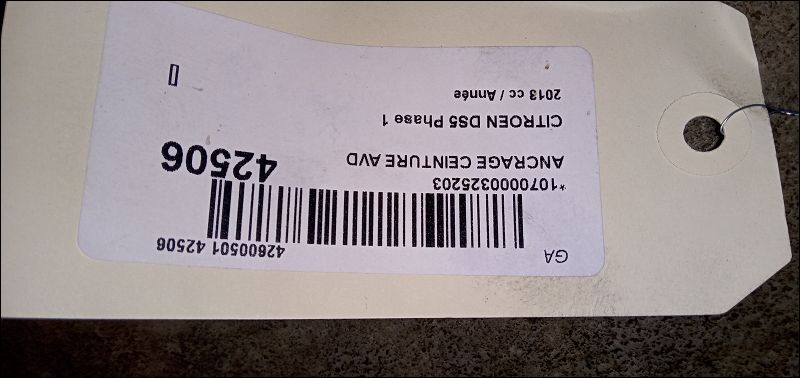 GA
42600501 42506
*1070000325203
ANCRAGE CEINTURE AVD
42506
CITROEN DS5 Phase 1
2013 cc / Année